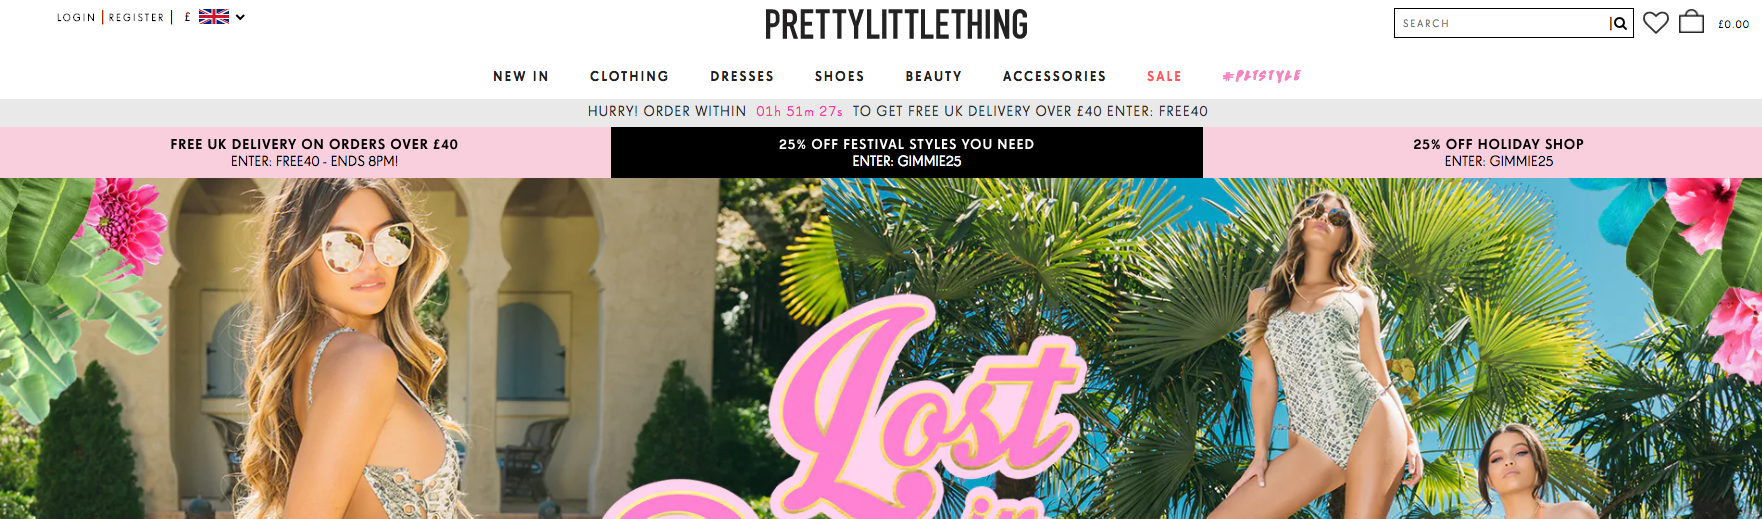 LOGIN | REGISTER | £
PRETTYLITTLETHING
SEARCH
£0.00
NEW IN CLOTHING DRESSES SHOES BEAUTY ACCESSORIES SALE #PLTSTYLE
HURRY! ORDER WITHIN 01h 51m 27s TO GET FREE UK DELIVERY OVER £40 ENTER: FREE40
FREE UK DELIVERY ON ORDERS OVER £40
ENTER: FREE40 - ENDS 8PM!
25% OFF FESTIVAL STYLES YOU NEED
ENTER: GIMMIE25
25% OFF HOLIDAY SHOP
ENTER: GIMMIE25
Lost
in